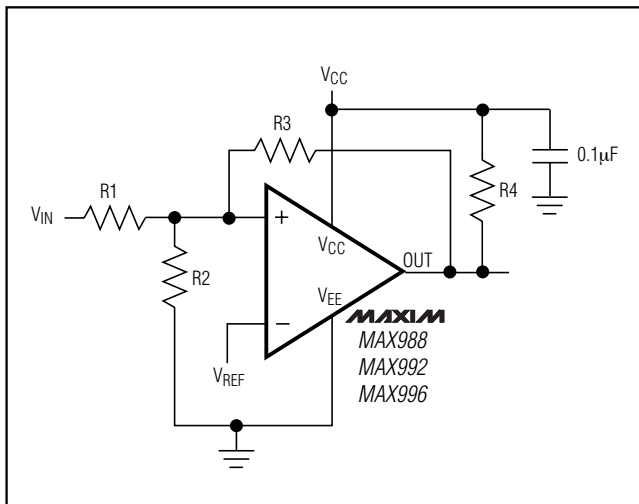 VCC
R3
R1
0.1µF
R4
VIN
+
VCC
OUT
R2
VEE
MAXIM
−
MAX988
MAX992
VREF
MAX996